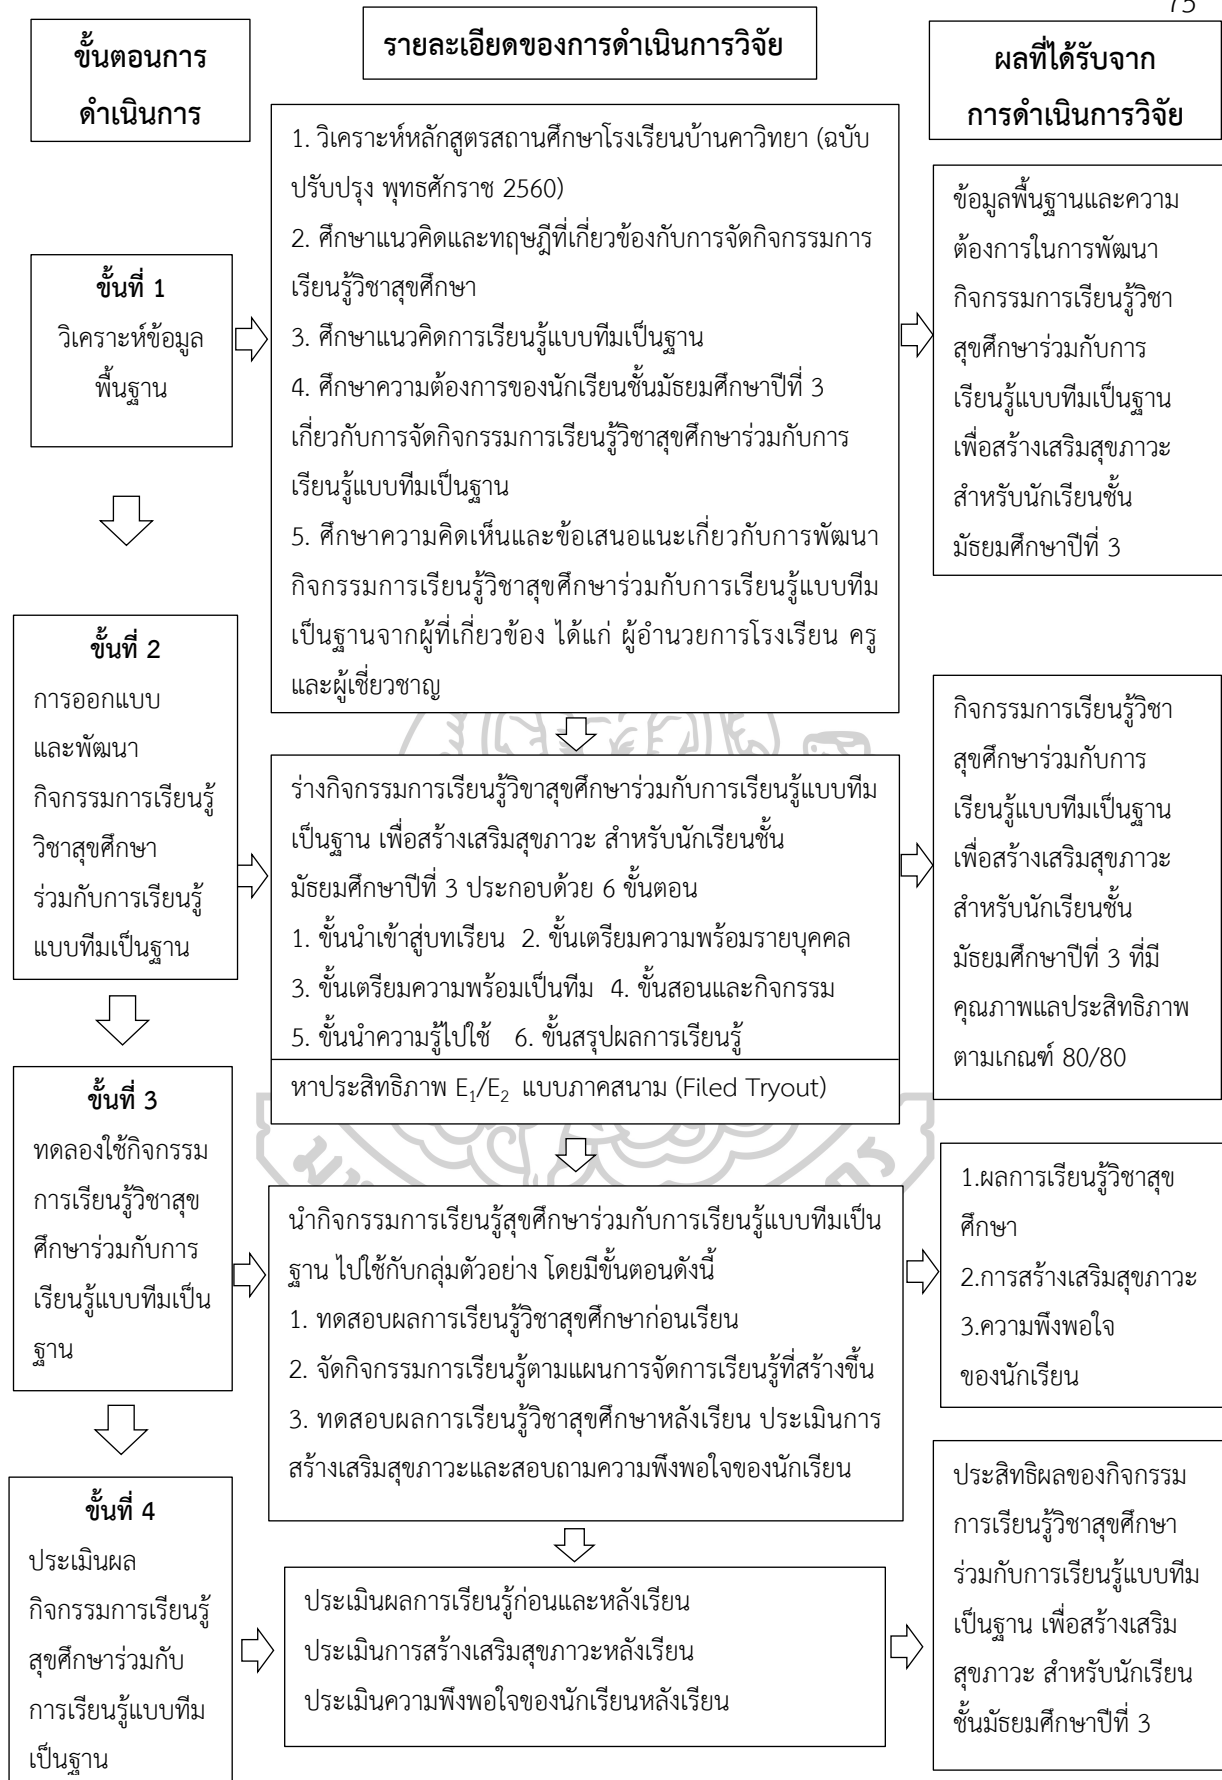 75
ขั้นตอนการ
ดำเนินการ
รายละเอียดของการดำเนินการวิจัย
ผลที่ได้รับจาก
การดำเนินการวิจัย
ขั้นที่ 1
วิเคราะห์ข้อมูล
พื้นฐาน
1. วิเคราะห์หลักสูตรสถานศึกษาโรงเรียนบ้านคาวิทยา (ฉบับ
ปรับปรุง พุทธศักราช 2560)
2. ศึกษาแนวคิดและทฤษฎีที่เกี่ยวข้องกับการจัดกิจกรรมการ
เรียนรู้วิชาสุขศึกษา
3. ศึกษาแนวคิดการเรียนรู้แบบทีมเป็นฐาน
4. ศึกษาความต้องการของนักเรียนชั้นมัธยมศึกษาปีที่ 3
เกี่ยวกับการจัดกิจกรรมการเรียนรู้วิชาสุขศึกษาร่วมกับการ
เรียนรู้แบบทีมเป็นฐาน
5. ศึกษาความคิดเห็นและข้อเสนอแนะเกี่ยวกับการพัฒนา
กิจกรรมการเรียนรู้วิชาสุขศึกษาร่วมกับการเรียนรู้แบบทีม
เป็นฐานจากผู้ที่เกี่ยวข้อง ได้แก่ ผู้อำนวยการโรงเรียน ครู
และผู้เชี่ยวชาญ
ข้อมูลพื้นฐานและความ
ต้องการในการพัฒนา
กิจกรรมการเรียนรู้วิชา
สุขศึกษาร่วมกับการ
เรียนรู้แบบทีมเป็นฐาน
เพื่อสร้างเสริมสุขภาวะ
สำหรับนักเรียนชั้น
มัธยมศึกษาปีที่ 3
ขั้นที่ 2
การออกแบบ
และพัฒนา
กิจกรรมการเรียนรู้
วิชาสุขศึกษา
ร่วมกับการเรียนรู้
แบบทีมเป็นฐาน
ร่างกิจกรรมการเรียนรู้วิขาสุขศึกษาร่วมกับการเรียนรู้แบบทีม
เป็นฐาน เพื่อสร้างเสริมสุขภาวะ สำหรับนักเรียนชั้น
มัธยมศึกษาปีที่ 3 ประกอบด้วย 6 ขั้นตอน
1. ขั้นนำเข้าสู่บทเรียน 2. ขั้นเตรียมความพร้อมรายบุคคล
3. ขั้นเตรียมความพร้อมเป็นทีม 4. ขั้นสอนและกิจกรรม
5. ขั้นนำความรู้ไปใช้ 6. ขั้นสรุปผลการเรียนรู้
หาประสิทธิภาพ E₁/E₂ แบบภาคสนาม (Filed Tryout)
กิจกรรมการเรียนรู้วิชา
สุขศึกษาร่วมกับการ
เรียนรู้แบบทีมเป็นฐาน
เพื่อสร้างเสริมสุขภาวะ
สำหรับนักเรียนชั้น
มัธยมศึกษาปีที่ 3 ที่มี
คุณภาพแลประสิทธิภาพ
ตามเกณฑ์ 80/80
ขั้นที่ 3
ทดลองใช้กิจกรรม
การเรียนรู้วิชาสุข
ศึกษาร่วมกับการ
เรียนรู้แบบทีมเป็น
ฐาน
นำกิจกรรมการเรียนรู้สุขศึกษาร่วมกับการเรียนรู้แบบทีมเป็น
ฐาน ไปใช้กับกลุ่มตัวอย่าง โดยมีขั้นตอนดังนี้
1. ทดสอบผลการเรียนรู้วิชาสุขศึกษาก่อนเรียน
2. จัดกิจกรรมการเรียนรู้ตามแผนการจัดการเรียนรู้ที่สร้างขึ้น
3. ทดสอบผลการเรียนรู้วิชาสุขศึกษาหลังเรียน ประเมินการ
สร้างเสริมสุขภาวะและสอบถามความพึงพอใจของนักเรียน
1.ผลการเรียนรู้วิชาสุข
ศึกษา
2.การสร้างเสริมสุขภาวะ
3.ความพึงพอใจ
ของนักเรียน
ขั้นที่ 4
ประเมินผล
กิจกรรมการเรียนรู้
สุขศึกษาร่วมกับ
การเรียนรู้แบบทีม
เป็นฐาน
ประเมินผลการเรียนรู้ก่อนและหลังเรียน
ประเมินการสร้างเสริมสุขภาวะหลังเรียน
ประเมินความพึงพอใจของนักเรียนหลังเรียน
ประสิทธิผลของกิจกรรม
การเรียนรู้วิชาสุขศึกษา
ร่วมกับการเรียนรู้แบบทีม
เป็นฐาน เพื่อสร้างเสริม
สุขภาวะ สำหรับนักเรียน
ชั้นมัธยมศึกษาปีที่ 3